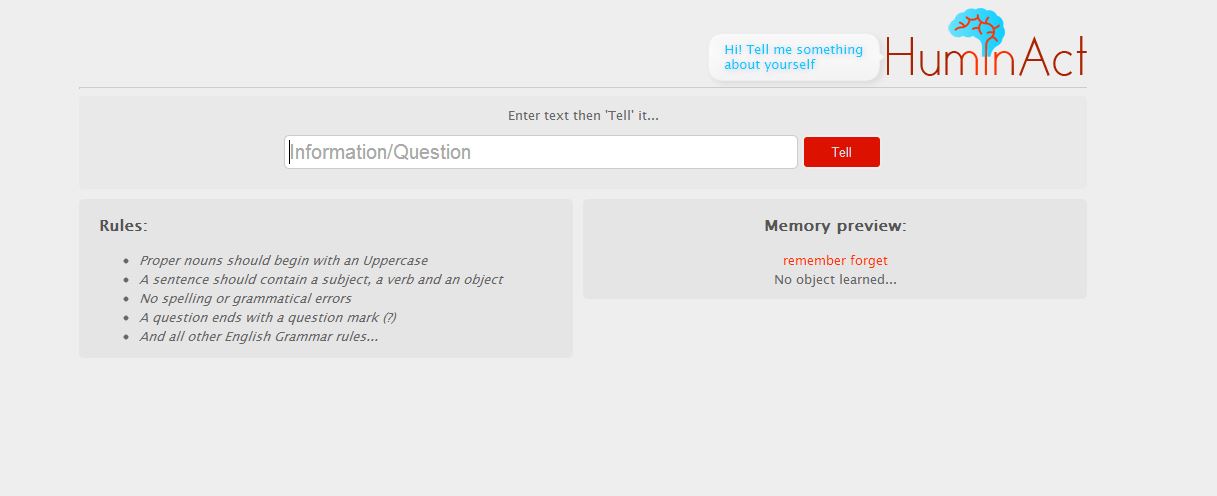 Hi! Tell me something
about yourself
HuminAct
Enter text then 'Tell' it...
Information/Question
Tell
Rules:
Proper nouns should begin with an Uppercase
A sentence should contain a subject, a verb and an object
No spelling or grammatical errors
A question ends with a question mark (?)
And all other English Grammar rules...
Memory preview:
remember forget
No object learned...